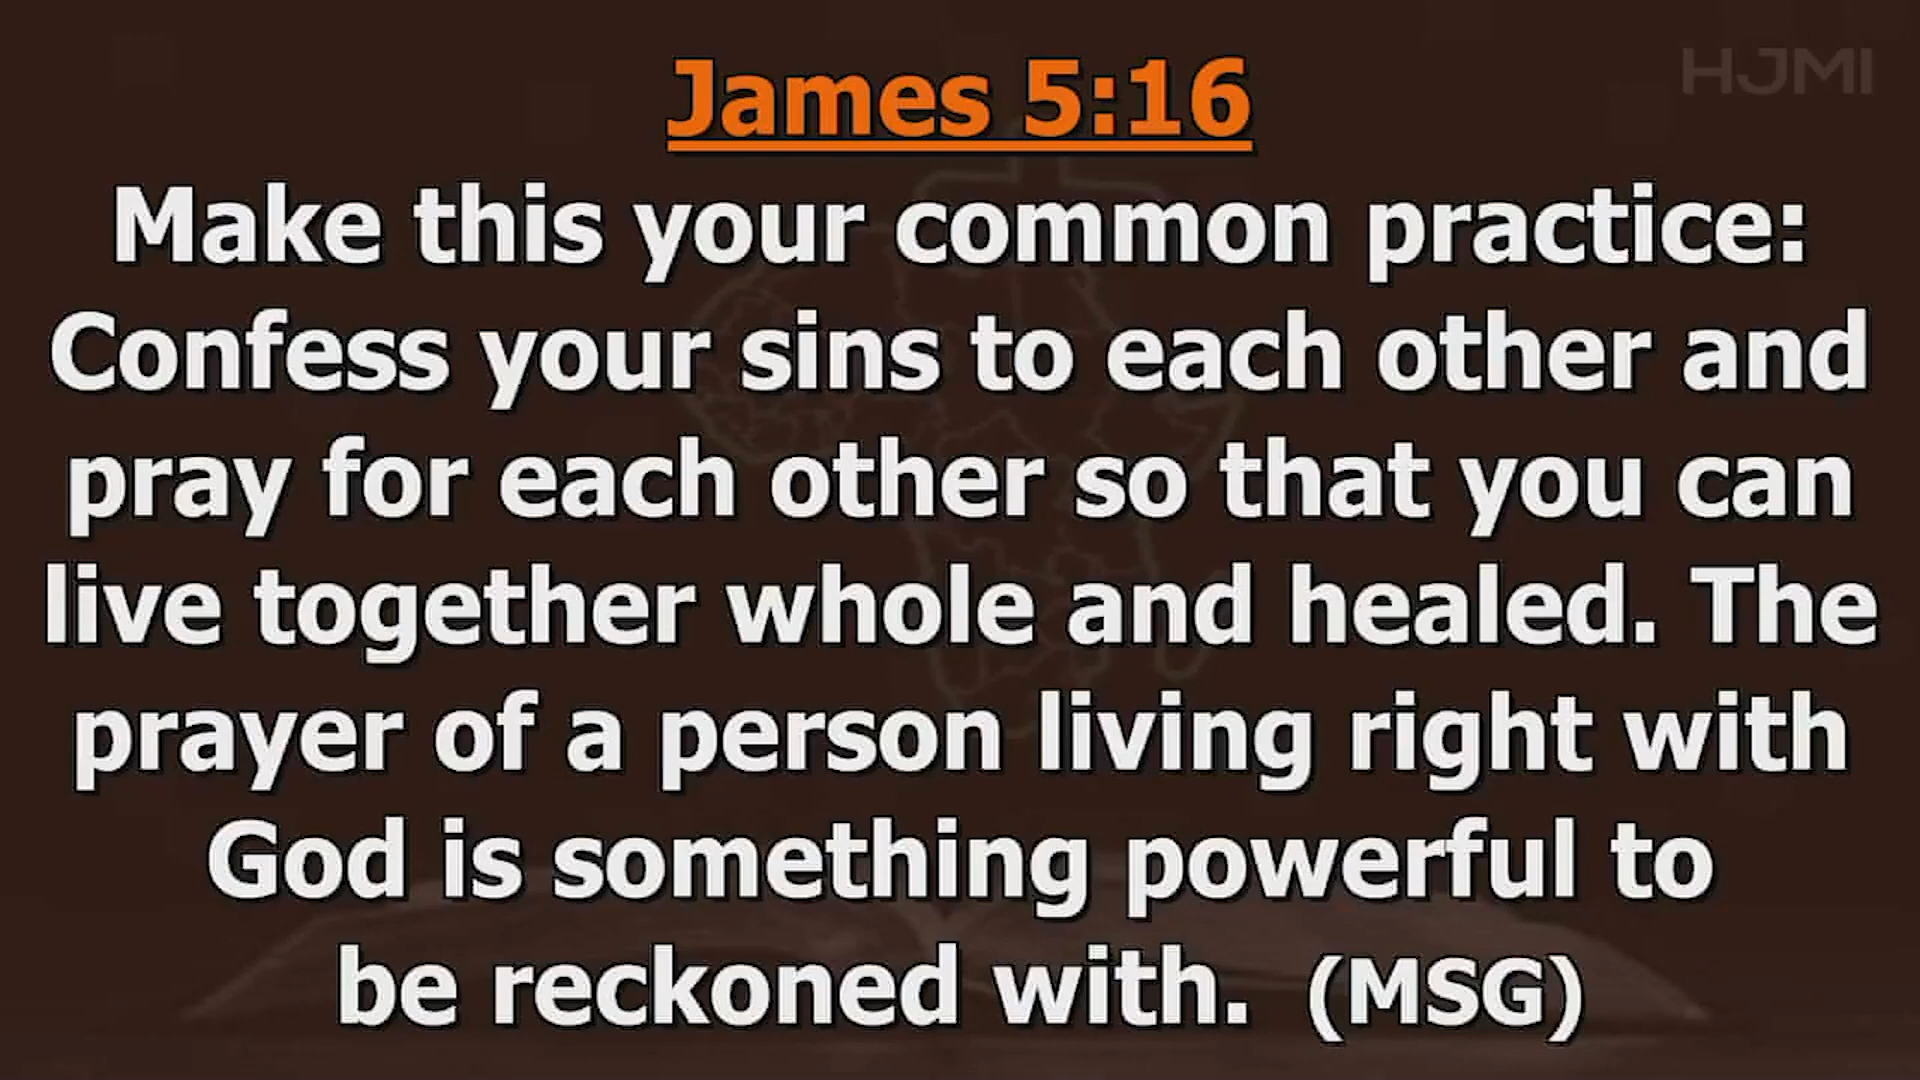 HJMI
James 5:16
Make this your common practice:
Confess your sins to each other and
pray for each other so that you can
live together whole and healed. The
prayer of a person living right with
God is something powerful to
be reckoned with. (MSG)